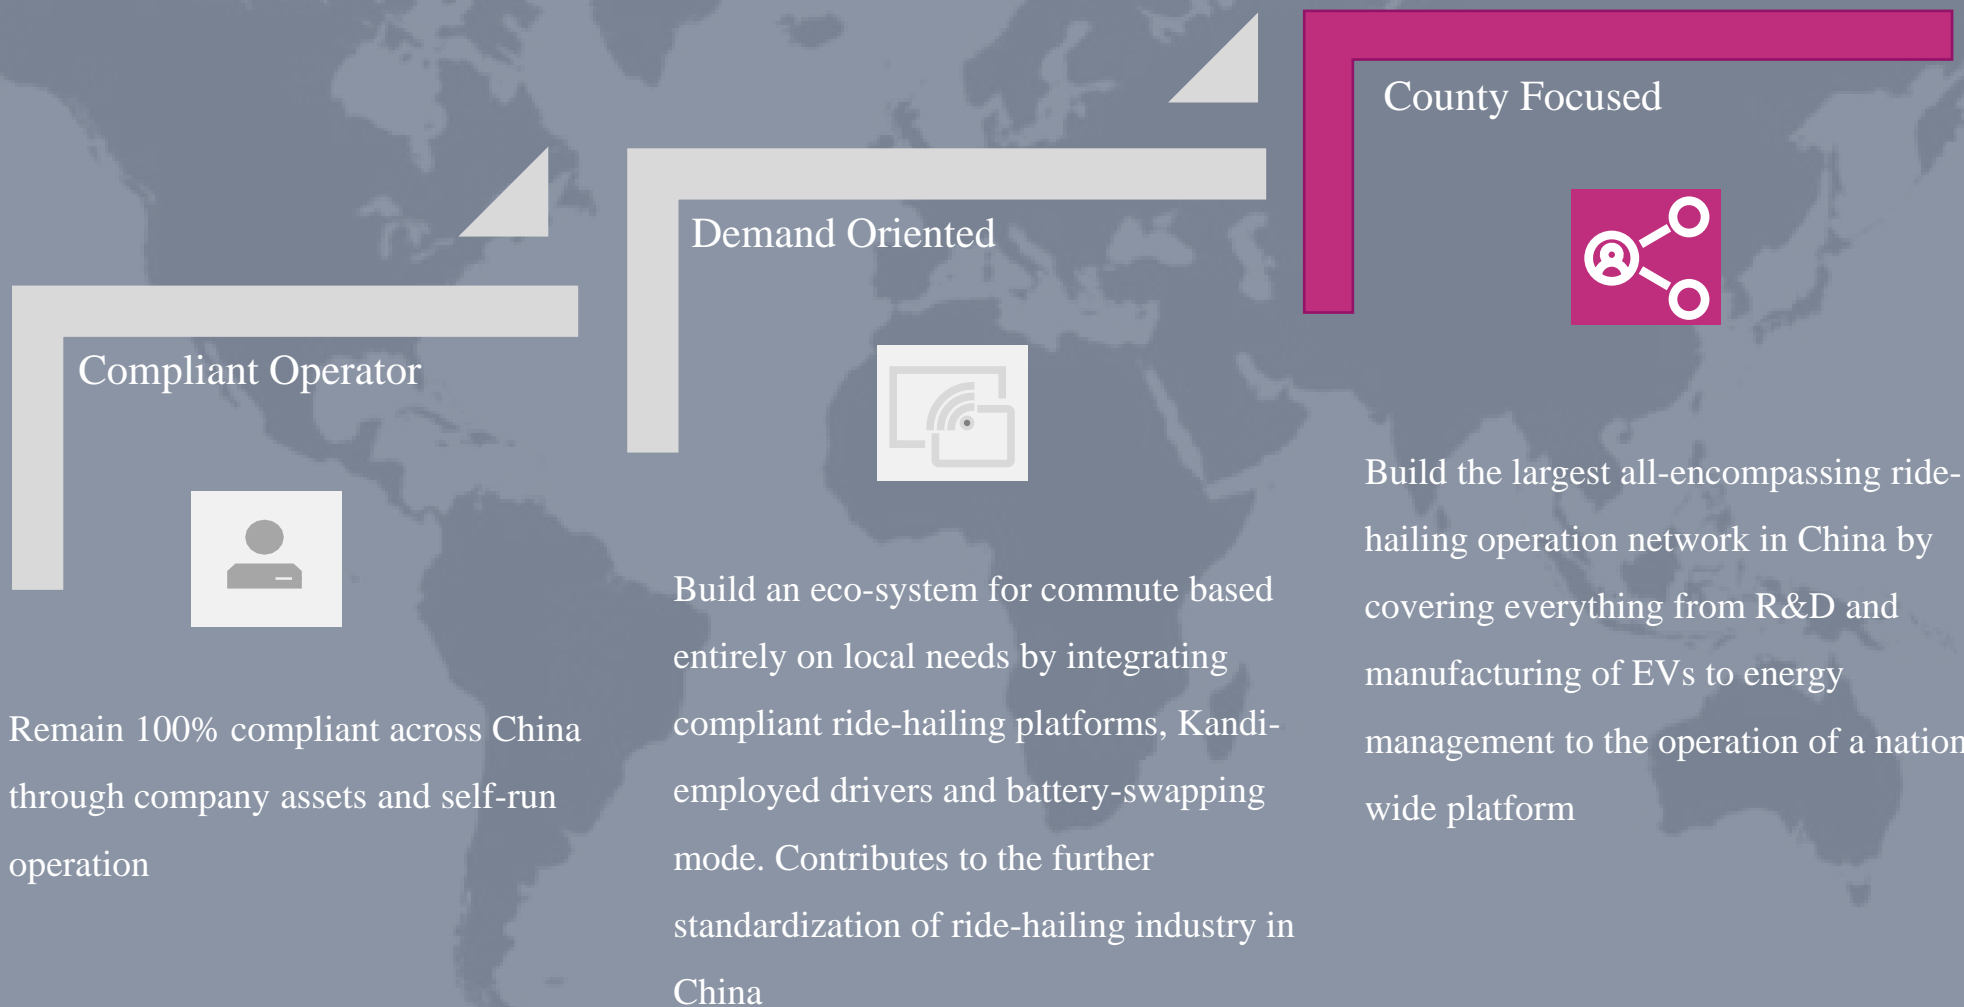 Compliant Operator
Remain 100% compliant across China
through company assets and self-run
operation
Demand Oriented
Build an eco-system for commute based
entirely on local needs by integrating
compliant ride-hailing platforms, Kandi-
employed drivers and battery-swapping
mode. Contributes to the further
standardization of ride-hailing industry in
China
County Focused
Build the largest all-encompassing ride-
hailing operation network in China by
covering everything from R&D and
manufacturing of EVs to energy
management to the operation of a nation
wide platform